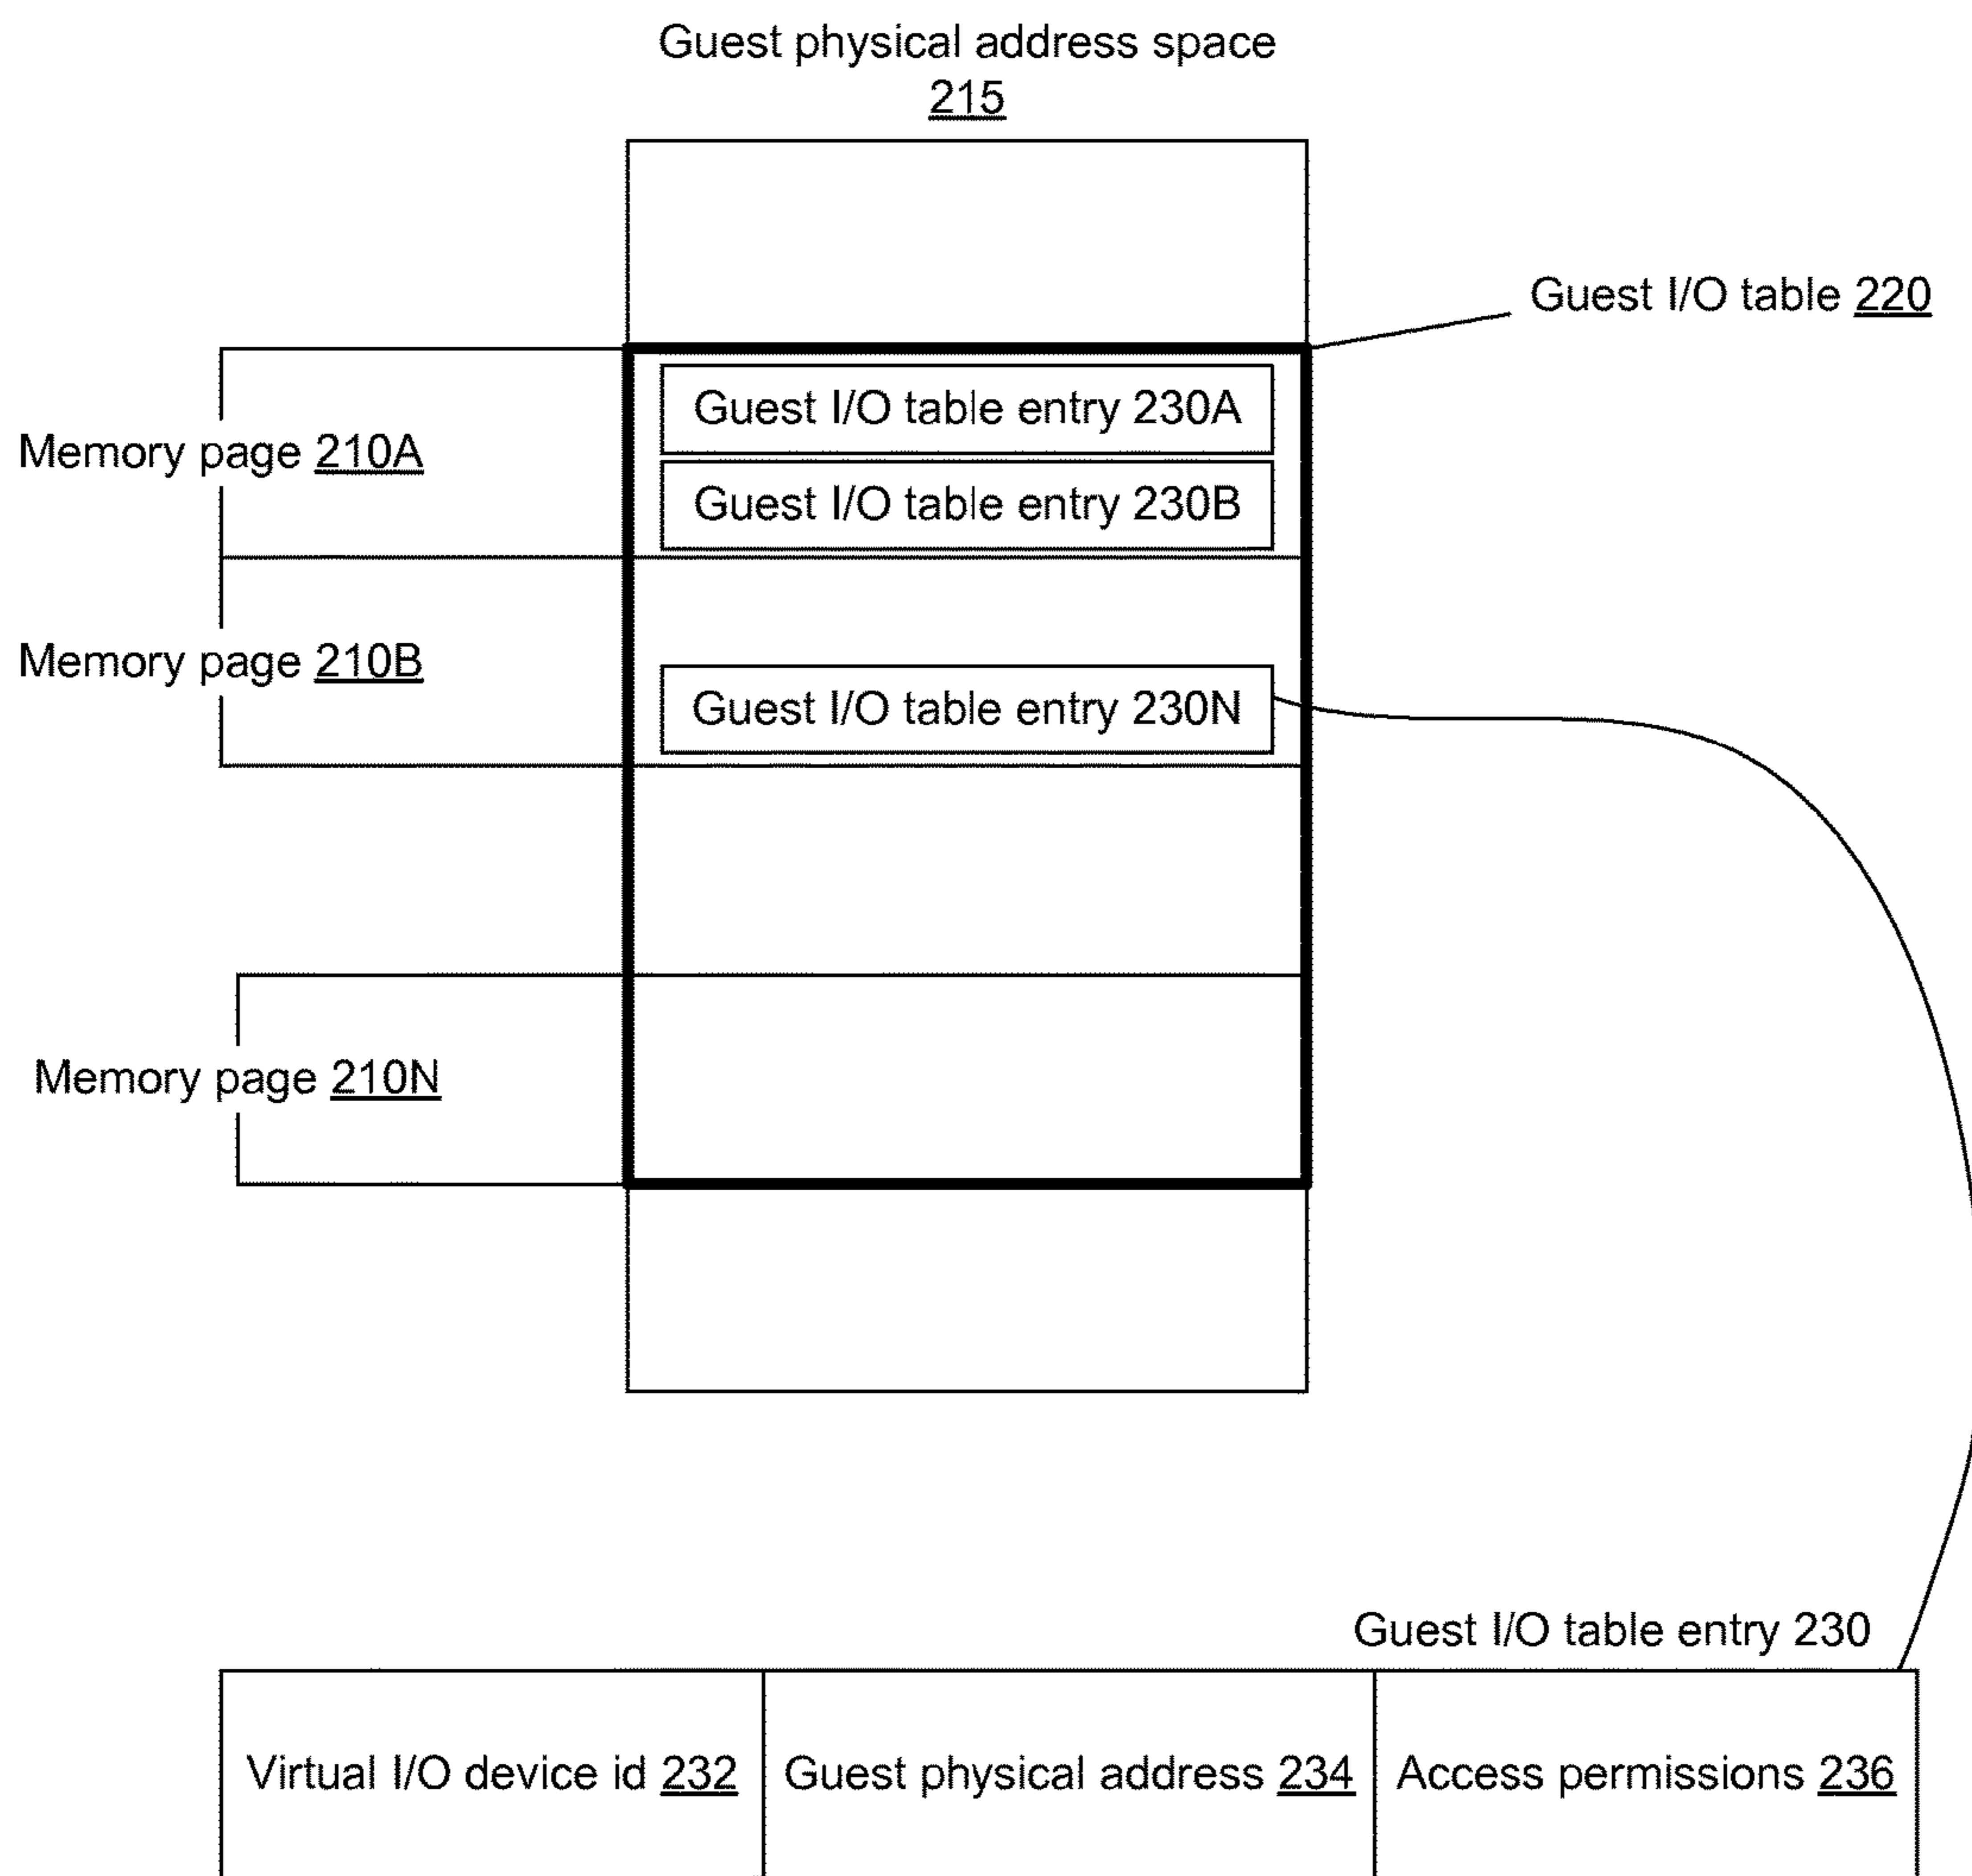 Guest physical address space
215
Guest I/O table 220
Guest I/O table entry 230A
Memory page 210A
Guest I/O table entry 230B
Memory page 210B
Guest I/O table entry 230N
Memory page 210N
Guest I/O table entry 230
Virtual I/O device id 232
Guest physical address 234
Access permissions 236